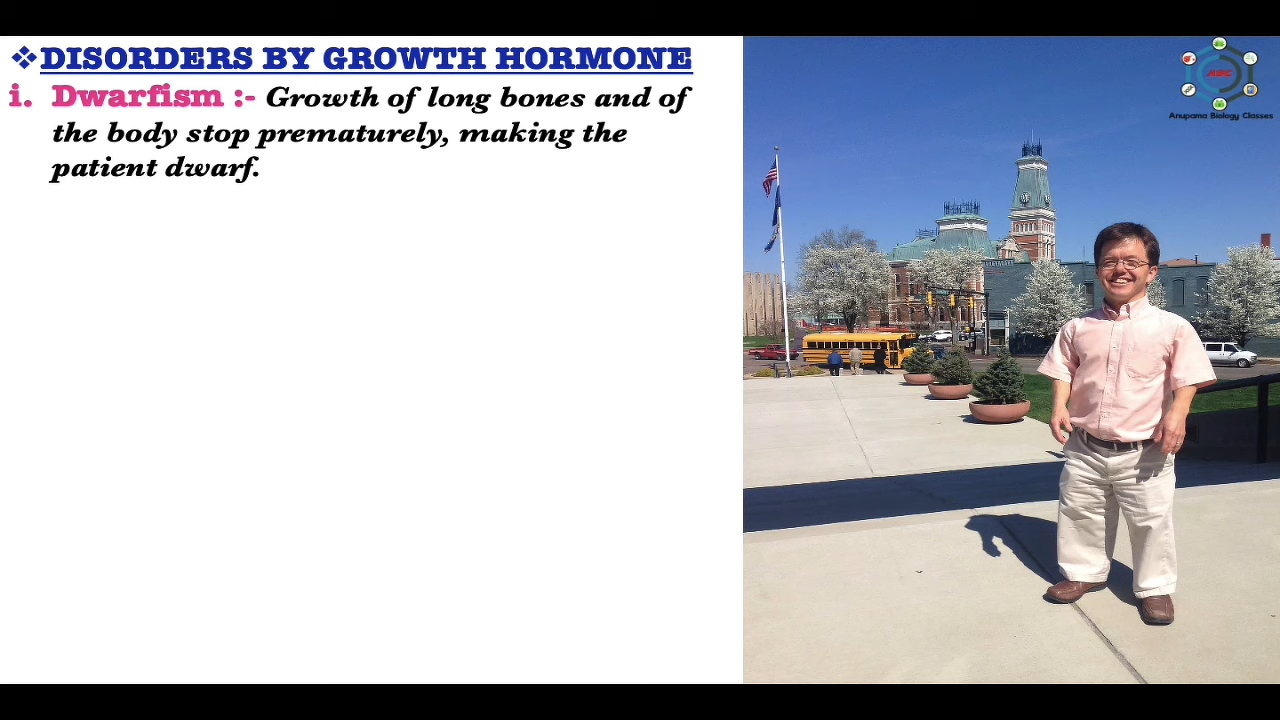 ❖DISORDERS BY GROWTH HORMONE
i. Dwarfism :- Growth of long bones and of
the body stop prematurely, making the
patient dwarf.
ABC
Anupama Biology Classes